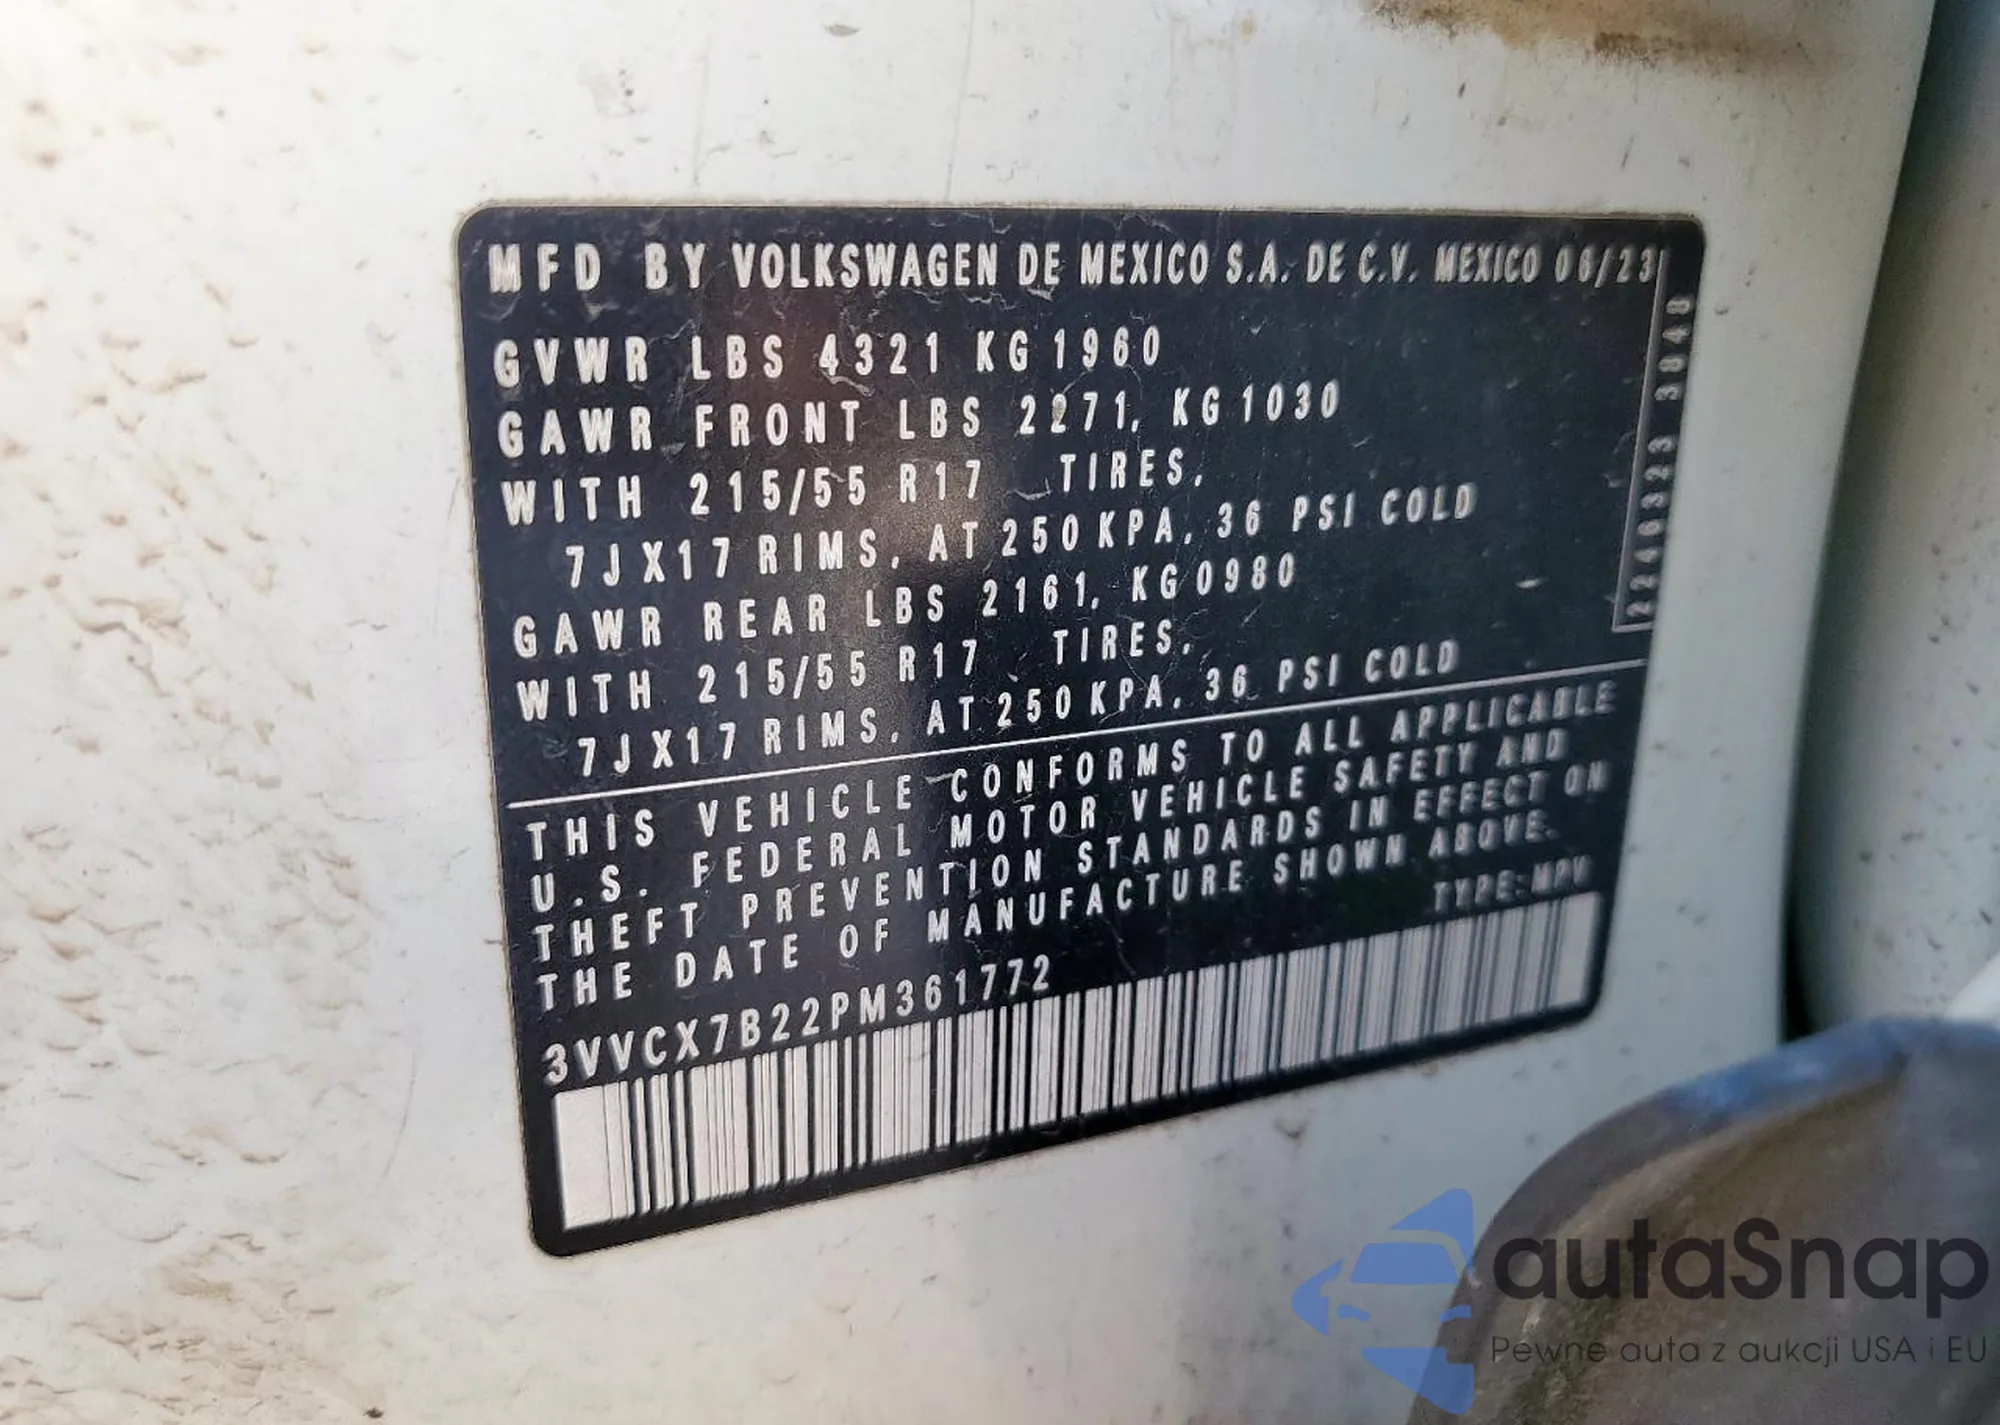 MFD BY VOLKSWAGEN DE MEXICO S.A. DE C.V. MEXICO 06/23
GVWR LBS 4321 KG 1960
GAWR FRONT LBS 2271, KG 1030
WITH 215/55 R17 TIRES,
7JX17 RIMS, AT 250 KPA, 36 PSI COLD
GAWR REAR LBS 2161, KG 0980
WITH 215/55 R17 TIRES,
7JX17 RIMS, AT 250 KPA, 36 PSI COLD
THIS VEHICLE CONFORMS TO ALL APPLICABLE
U.S. FEDERAL MOTOR VEHICLE SAFETY AND
THEFT PREVENTION STANDARDS IN EFFECT ON
THE DATE OF MANUFACTURE SHOWN ABOVE.
TYPE: MPV
3VVCX7B22PM361772
autaSnap
Pewne auta z aukcji USA i EU